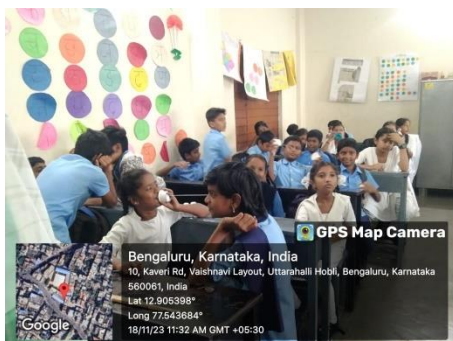 GPS Map Camera
Bengaluru, Karnataka, India
10, Kaveri Rd, Vaishnavi Layout, Uttarahalli Hobli, Bengaluru, Karnataka
560061, India
Lat 12.905398°
Long 77.543684°
18/11/23 11:32 AM GMT +05:30
Google